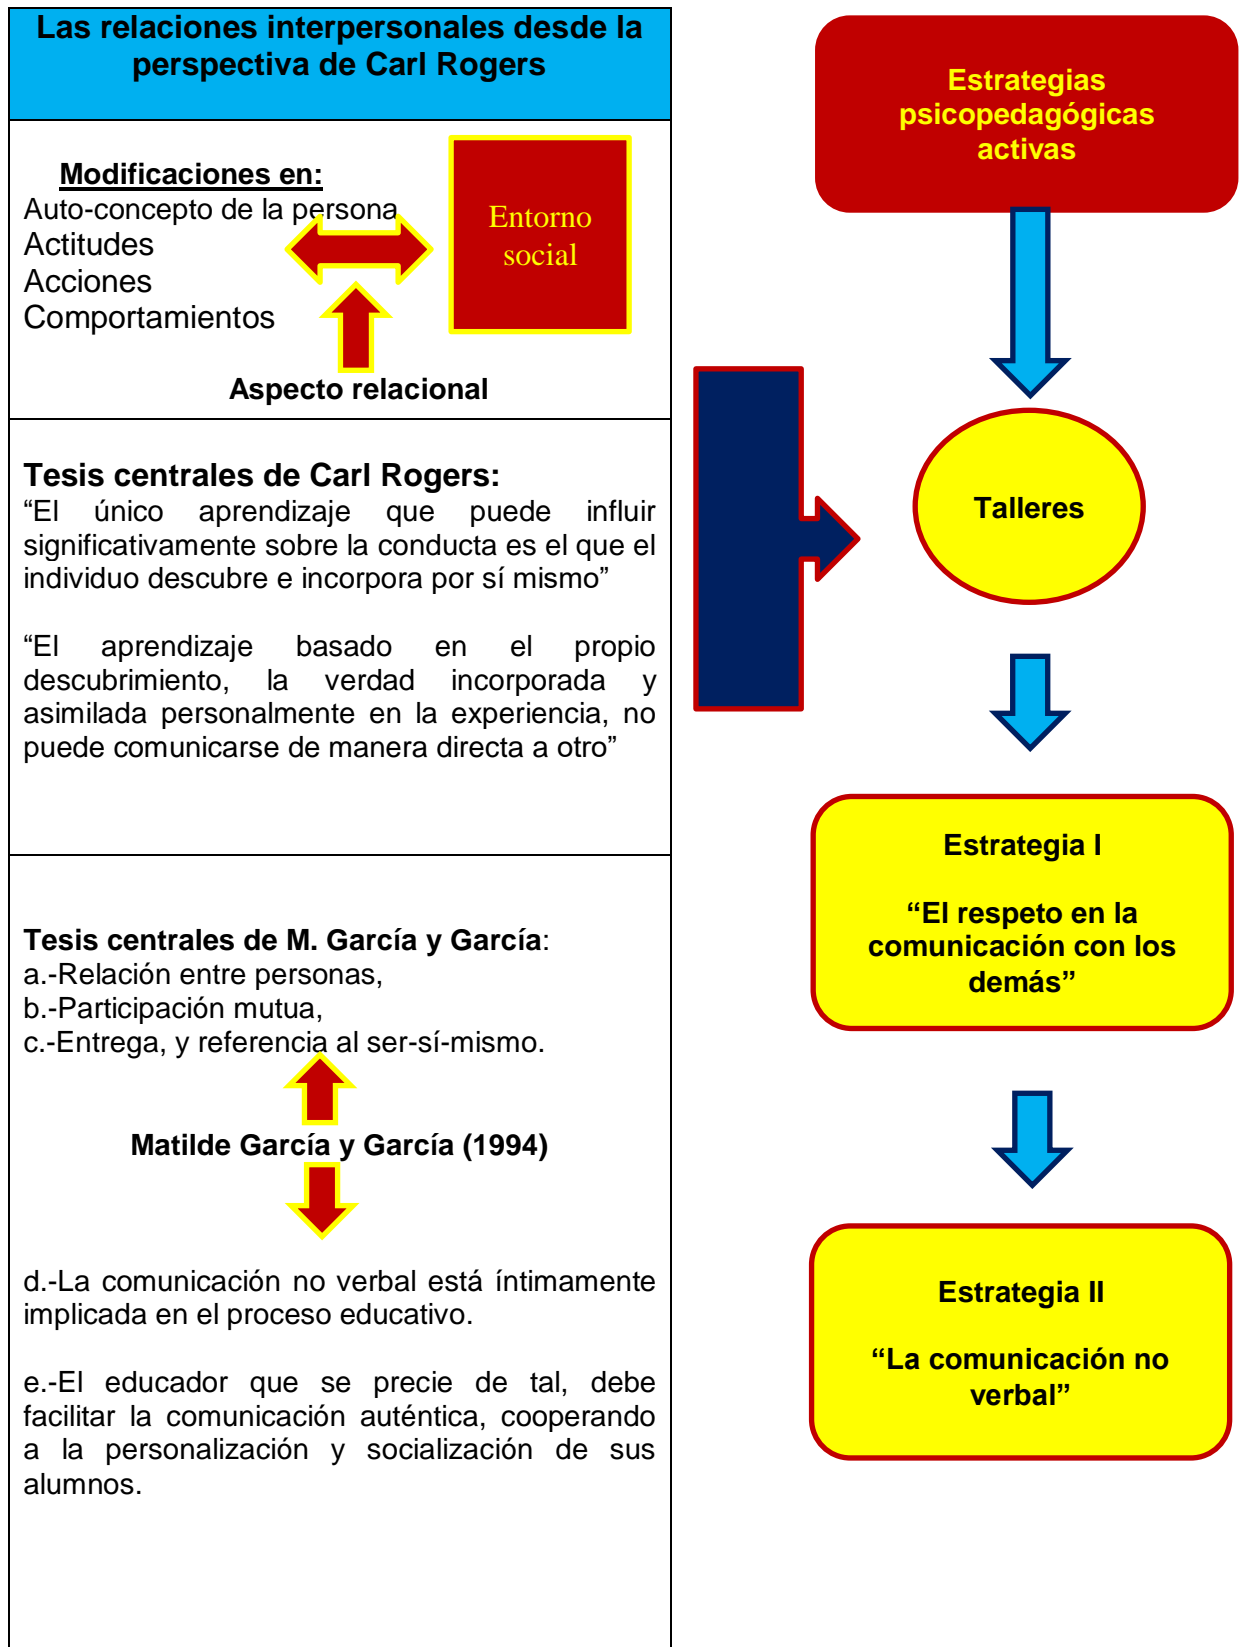 Las relaciones interpersonales desde la
perspectiva de Carl Rogers
Modificaciones en:
Auto-concepto de la persona
Actitudes
Acciones
Comportamientos
Entorno
social
Aspecto relacional
Tesis centrales de Carl Rogers:
“El único aprendizaje que puede influir
significativamente sobre la conducta es el que el
individuo descubre e incorpora por sí mismo”
“El aprendizaje basado en el propio
descubrimiento, la verdad incorporada y
asimilada personalmente en la experiencia, no
puede comunicarse de manera directa a otro”
Tesis centrales de M. García y García:
a.-Relación entre personas,
b.-Participación mutua,
c.-Entrega, y referencia al ser-sí-mismo.
Matilde García y García (1994)
d.-La comunicación no verbal está íntimamente
implicada en el proceso educativo.
e.-El educador que se precie de tal, debe
facilitar la comunicación auténtica, cooperando
a la personalización y socialización de sus
alumnos.
Estrategias
psicopedagógicas
activas
Talleres
Estrategia I
“El respeto en la
comunicación con los
demás”
Estrategia II
“La comunicación no
verbal”